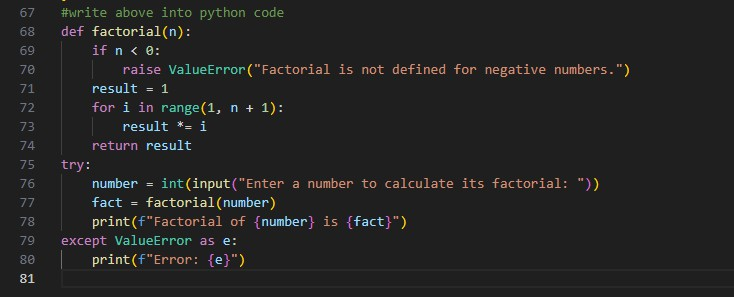 67 #write above into python code
68 def factorial(n):
69     if n < 0:
70         raise ValueError("Factorial is not defined for negative numbers.")
71     result = 1
72     for i in range(1, n + 1):
73         result *= i
74     return result
75 try:
76     number = int(input("Enter a number to calculate its factorial: "))
77     fact = factorial(number)
78     print(f"Factorial of {number} is {fact}")
79 except ValueError as e:
80     print(f"Error: {e}")
81